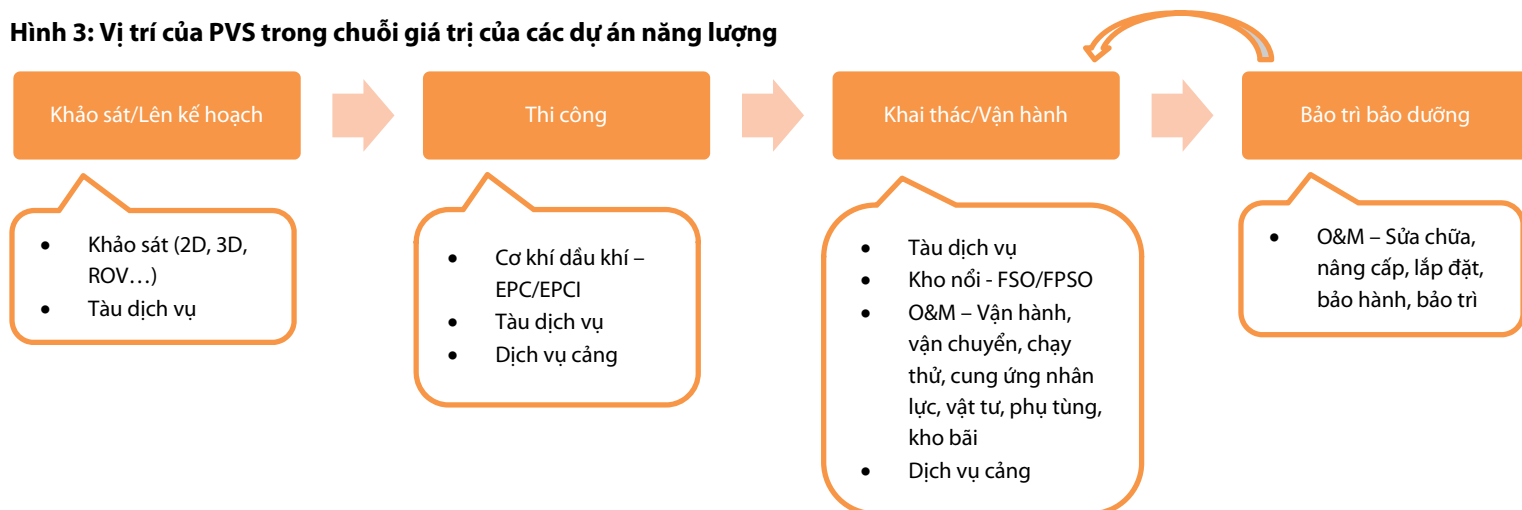 Hình 3: Vị trí của PVS trong chuỗi giá trị của các dự án năng lượng
Khảo sát/Lên kế hoạch
Thi công
Khai thác/Vận hành
Bảo trì bảo dưỡng
• Khảo sát (2D, 3D,
ROV…)
• Tàu dịch vụ
• Cơ khí dầu khí –
EPC/EPCI
• Tàu dịch vụ
• Dịch vụ cảng
• Tàu dịch vụ
• Kho nổi - FSO/FPSO
• O&M – Vận hành,
vận chuyển, chạy
thử, cung ứng nhân
lực, vật tư, phụ tùng,
kho bãi
• Dịch vụ cảng
• O&M – Sửa chữa,
nâng cấp, lắp đặt,
bảo hành, bảo trì